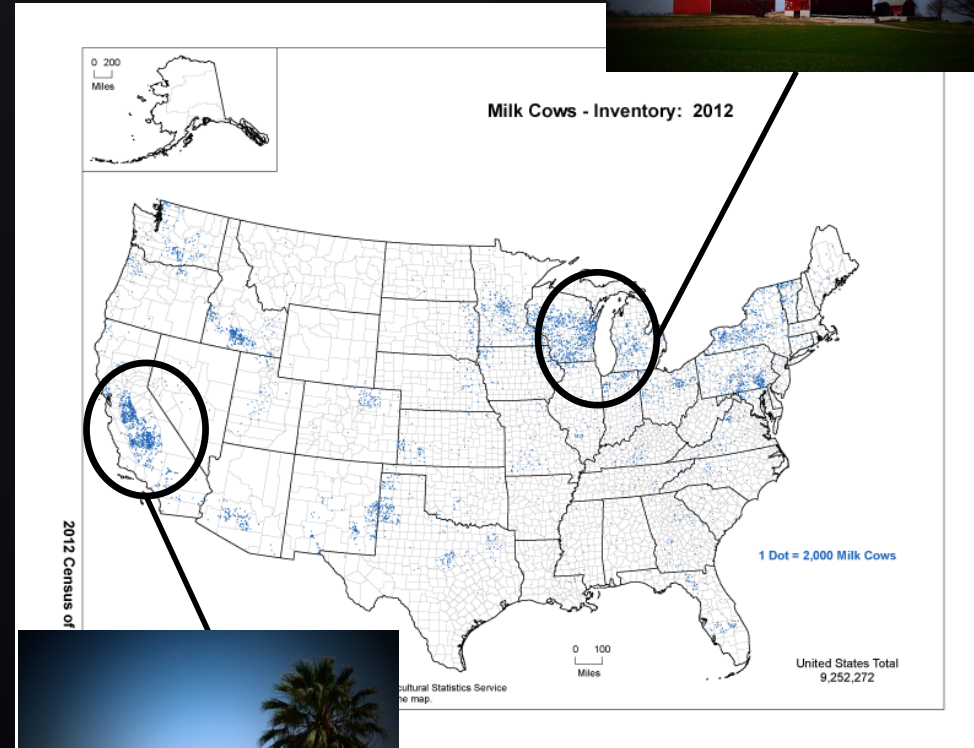 0 200
Miles
Milk Cows - Inventory: 2012
2012 Census of
1 Dot = 2,000 Milk Cows
0 100
Miles
United States Total
9,252,272
cultural Statistics Service
map.